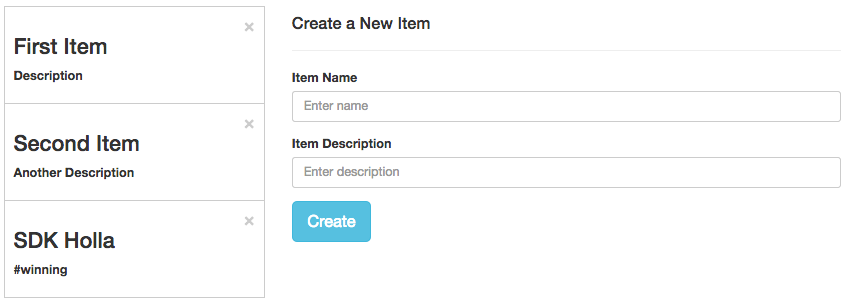 First Item
Description
Second Item
Another Description
SDK Holla
#winning
Create a New Item
Item Name
Enter name
Item Description
Enter description
Create